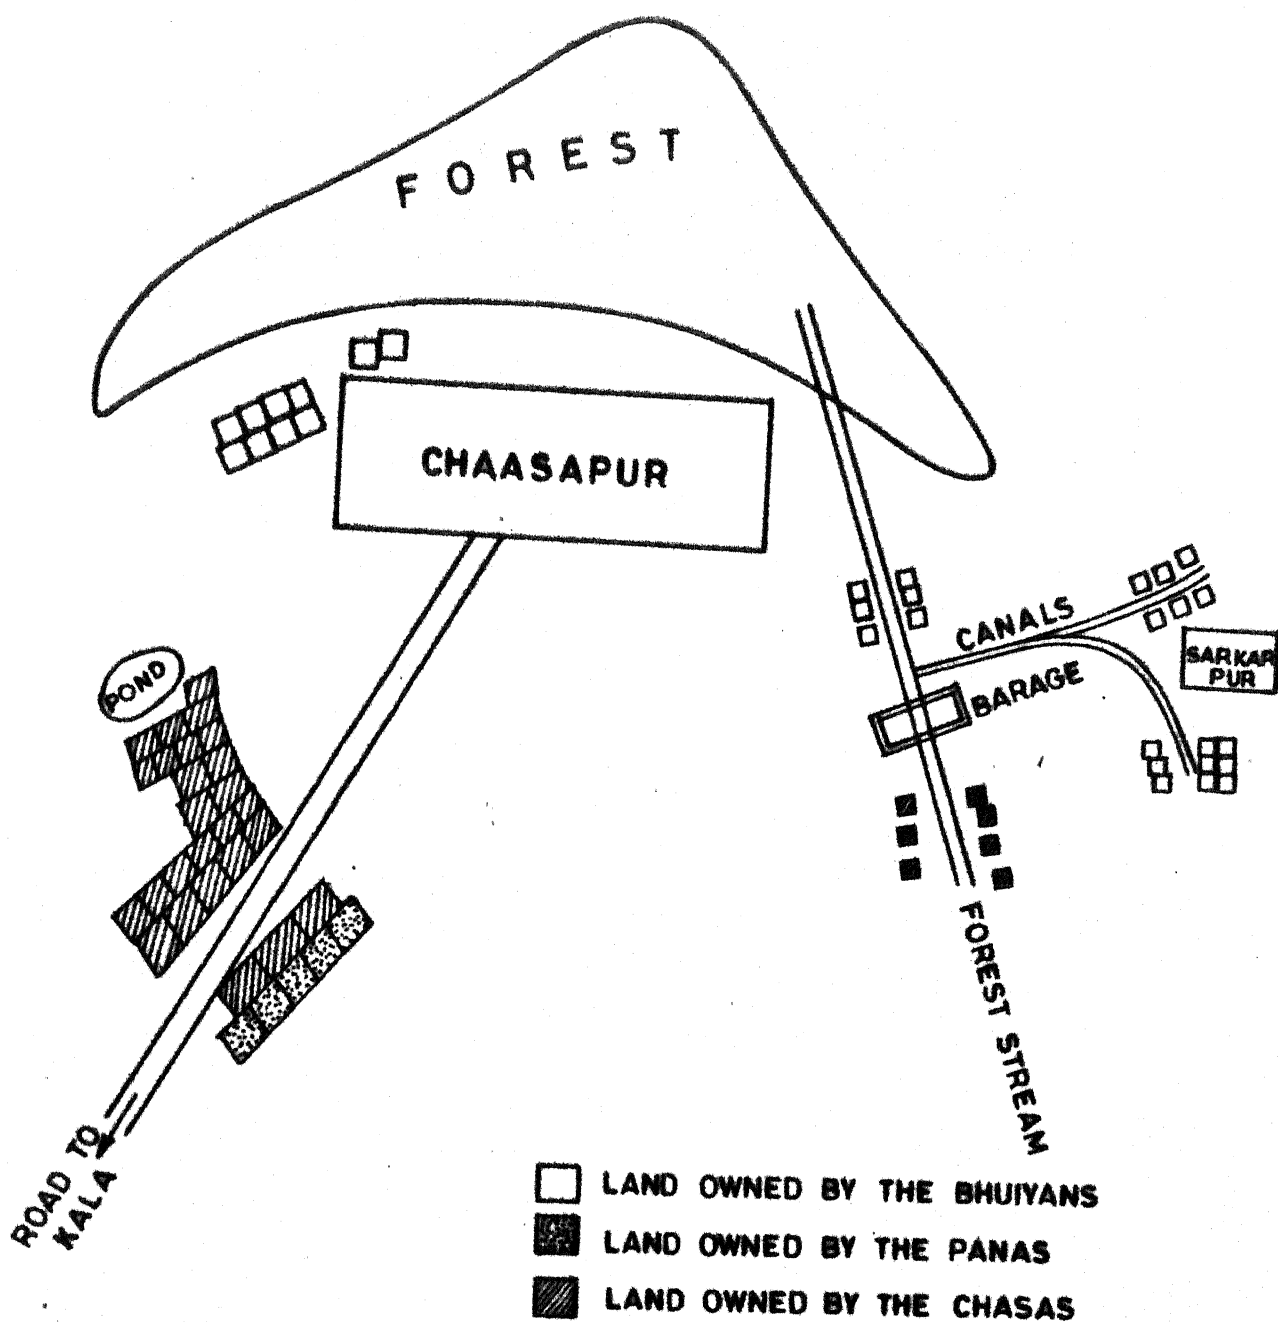 FOREST
CHAASAPUR
POND
CANALS
SARKAR
PUR
BARAGE
FOREST STREAM
ROAD TO
KALA
LAND OWNED BY THE BHUIYANS
LAND OWNED BY THE PANAS
LAND OWNED BY THE CHASAS